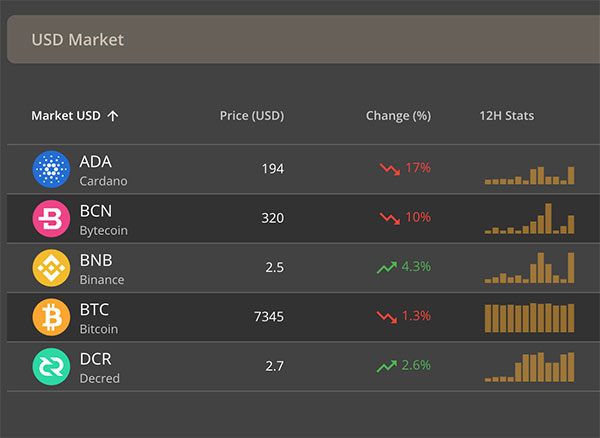 USD Market
Market USD ↑ Price (USD) Change (%) 12H Stats
ADA
Cardano
194 17%
BCN
Bytecoin
320 10%
BNB
Binance
2.5 4.3%
BTC
Bitcoin
7345 1.3%
DCR
Decred
2.7 2.6%